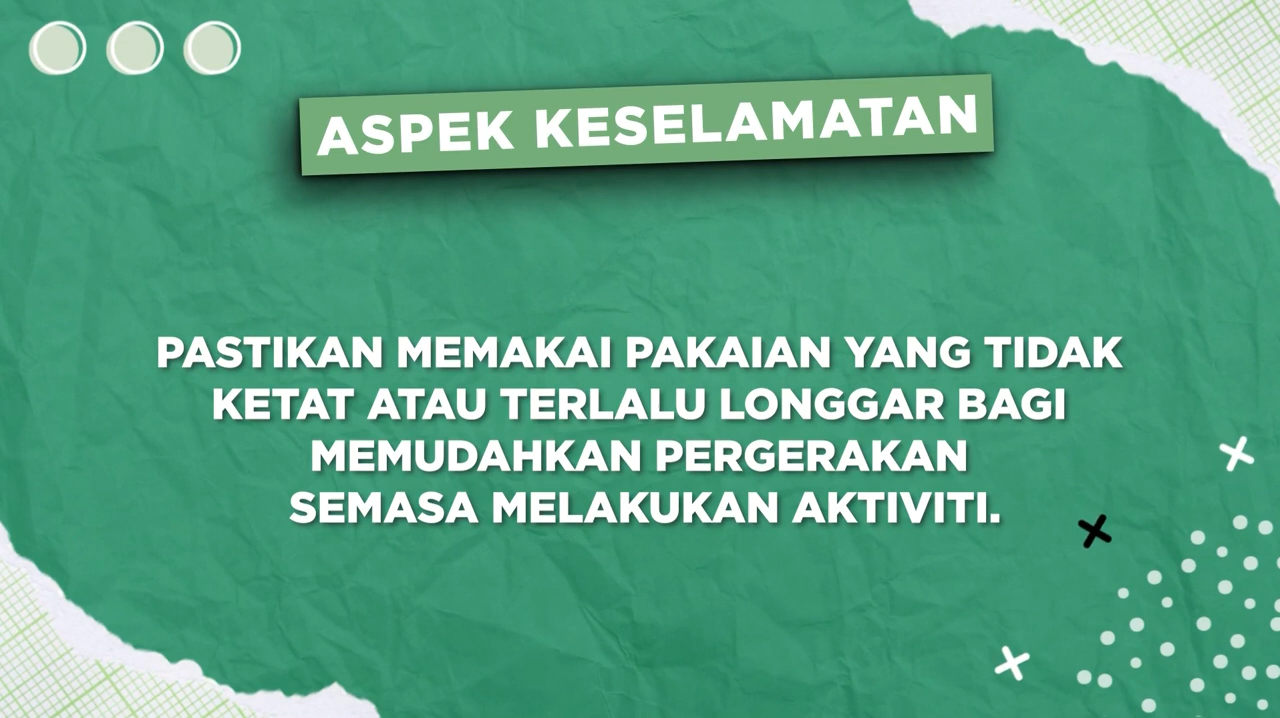 ASPEK KESELAMATAN
PASTIKAN MEMAKAI PAKAIAN YANG TIDAK
KETAT ATAU TERLALU LONGGAR BAGI
MEMUDAHKAN PERGERAKAN
SEMASA MELAKUKAN AKTIVITI.